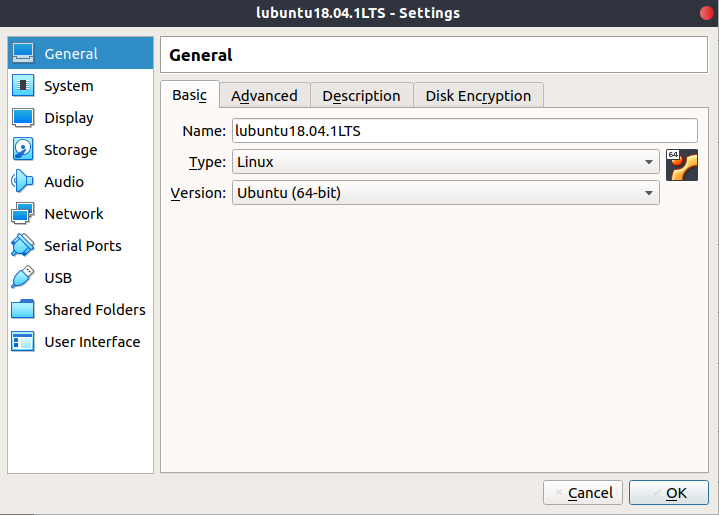 lubuntu18.04.1LTS - Settings
General
System
Display
Storage
Audio
Network
Serial Ports
USB
Shared Folders
User Interface
General
Basic
Advanced
Description
Disk Encryption
Name: lubuntu18.04.1LTS
Type: Linux
64
Version: Ubuntu (64-bit)
Cancel
OK